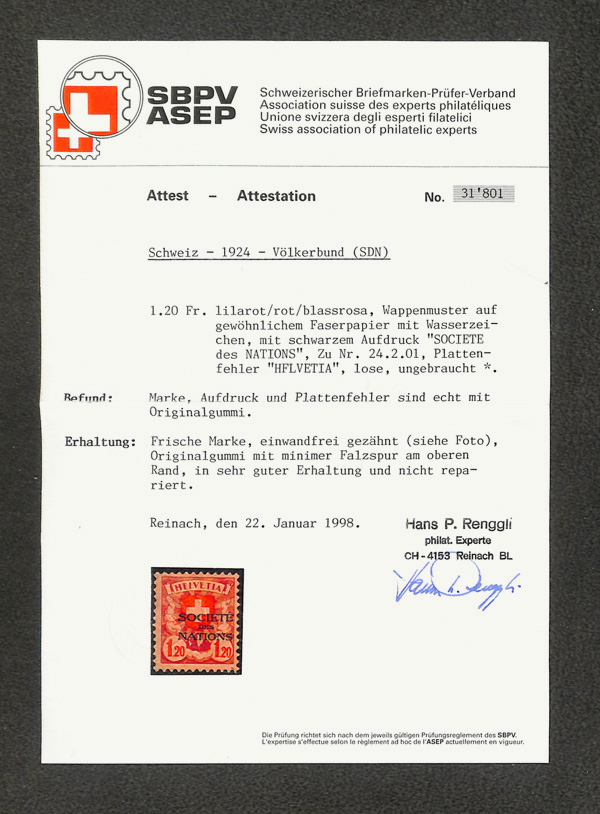 SBPV
ASEP
Schweizerischer Briefmarken-Prüfer-Verband
Association suisse des experts philatéliques
Unione svizzera degli esperti filatelici
Swiss association of philatelic experts
Attest – Attestation No. 31'801
Schweiz - 1924 - Völkerbund (SDN)
1.20 Fr. lilarot/rot/blassrosa, Wappenmuster auf
gewöhnlichem Faserpapier mit Wasserzei-
chen, mit schwarzem Aufdruck "SOCIETE
des NATIONS", Zu Nr. 24.2.01, Platten-
fehler "HFLVETIA", lose, ungebraucht *.
Befund: Marke, Aufdruck und Plattenfehler sind echt mit
Originalgummi.
Erhaltung: Frische Marke, einwandfrei gezähnt (siehe Foto),
Originalgummi mit minimer Falzspur am oberen
Rand, in sehr guter Erhaltung und nicht repa-
riert.
Reinach, den 22. Januar 1998.
Hans P. Renggli
philat. Experte
CH-4153 Reinach BL
HFLVETIA
SOCIÉTÉ
DES
NATIONS
1.20 1.20
Die Prüfung richtet sich nach dem jeweils gültigen Prüfungsreglement des SBPV.
L'expertise s'effectue selon le règlement ad hoc de l'ASEP actuellement en vigueur.